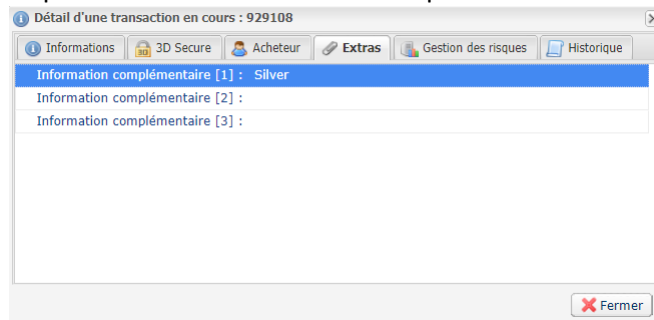 Détail d'une transaction en cours : 929108
Informations 3D Secure Acheteur Extras Gestion des risques Historique
Information complémentaire [1] : Silver
Information complémentaire [2] :
Information complémentaire [3] :
Fermer